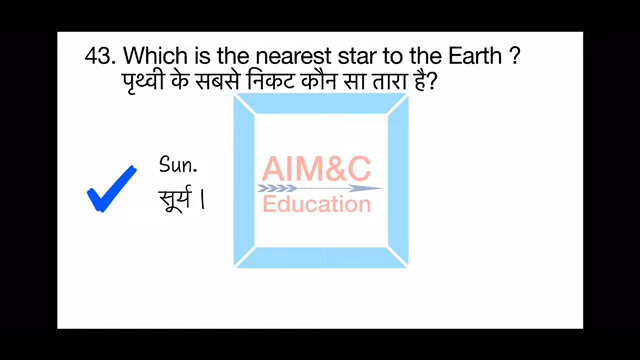 43. Which is the nearest star to the Earth ?
पृथ्वी के सबसे निकट कौन सा तारा है?
Sun.
सूर्य |
AIM&C
Education